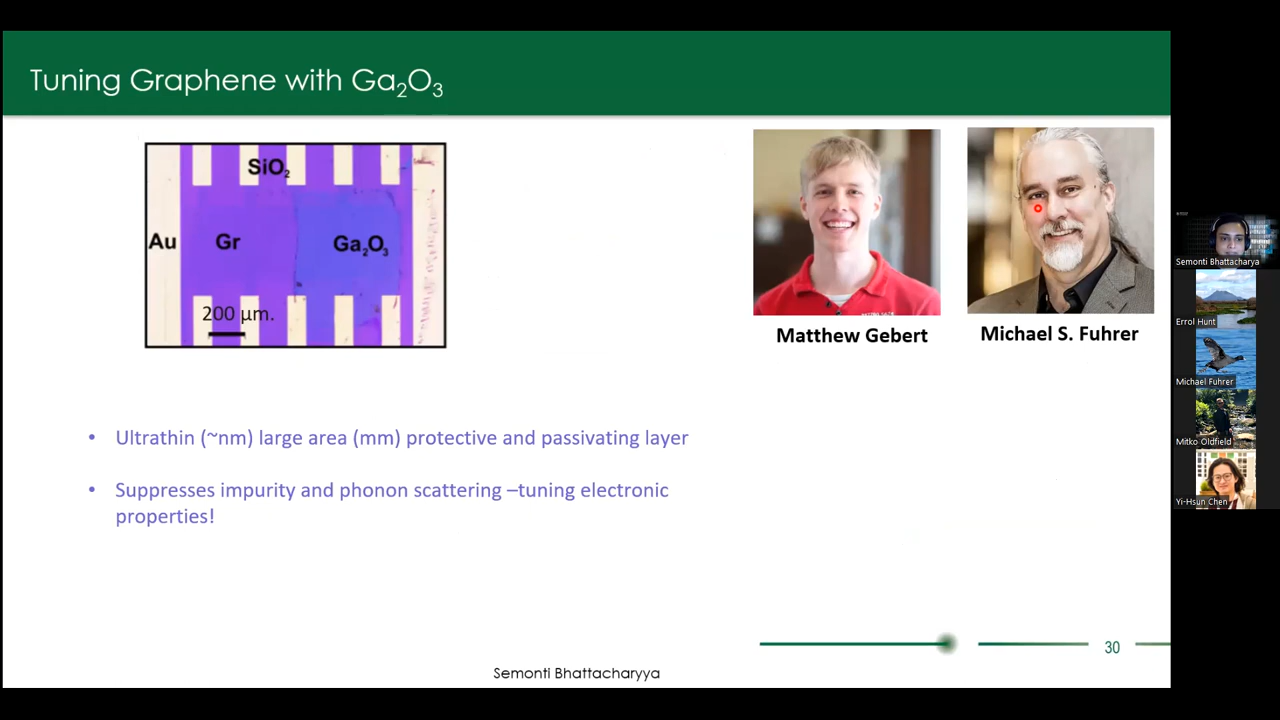 Tuning Graphene with Ga₂O₃
SiO₂
Au
Gr
Ga₂O₃
200 μm.
Matthew Gebert
Michael S. Fuhrer
• Ultrathin (~nm) large area (mm) protective and passivating layer
• Suppresses impurity and phonon scattering –tuning electronic
properties!
30
Semonti Bhattacharyya
Semonti Bhattacharya
Errol Hunt
Michael Fuhrer
Mitko Oldfield
Yi-Hsun Chen